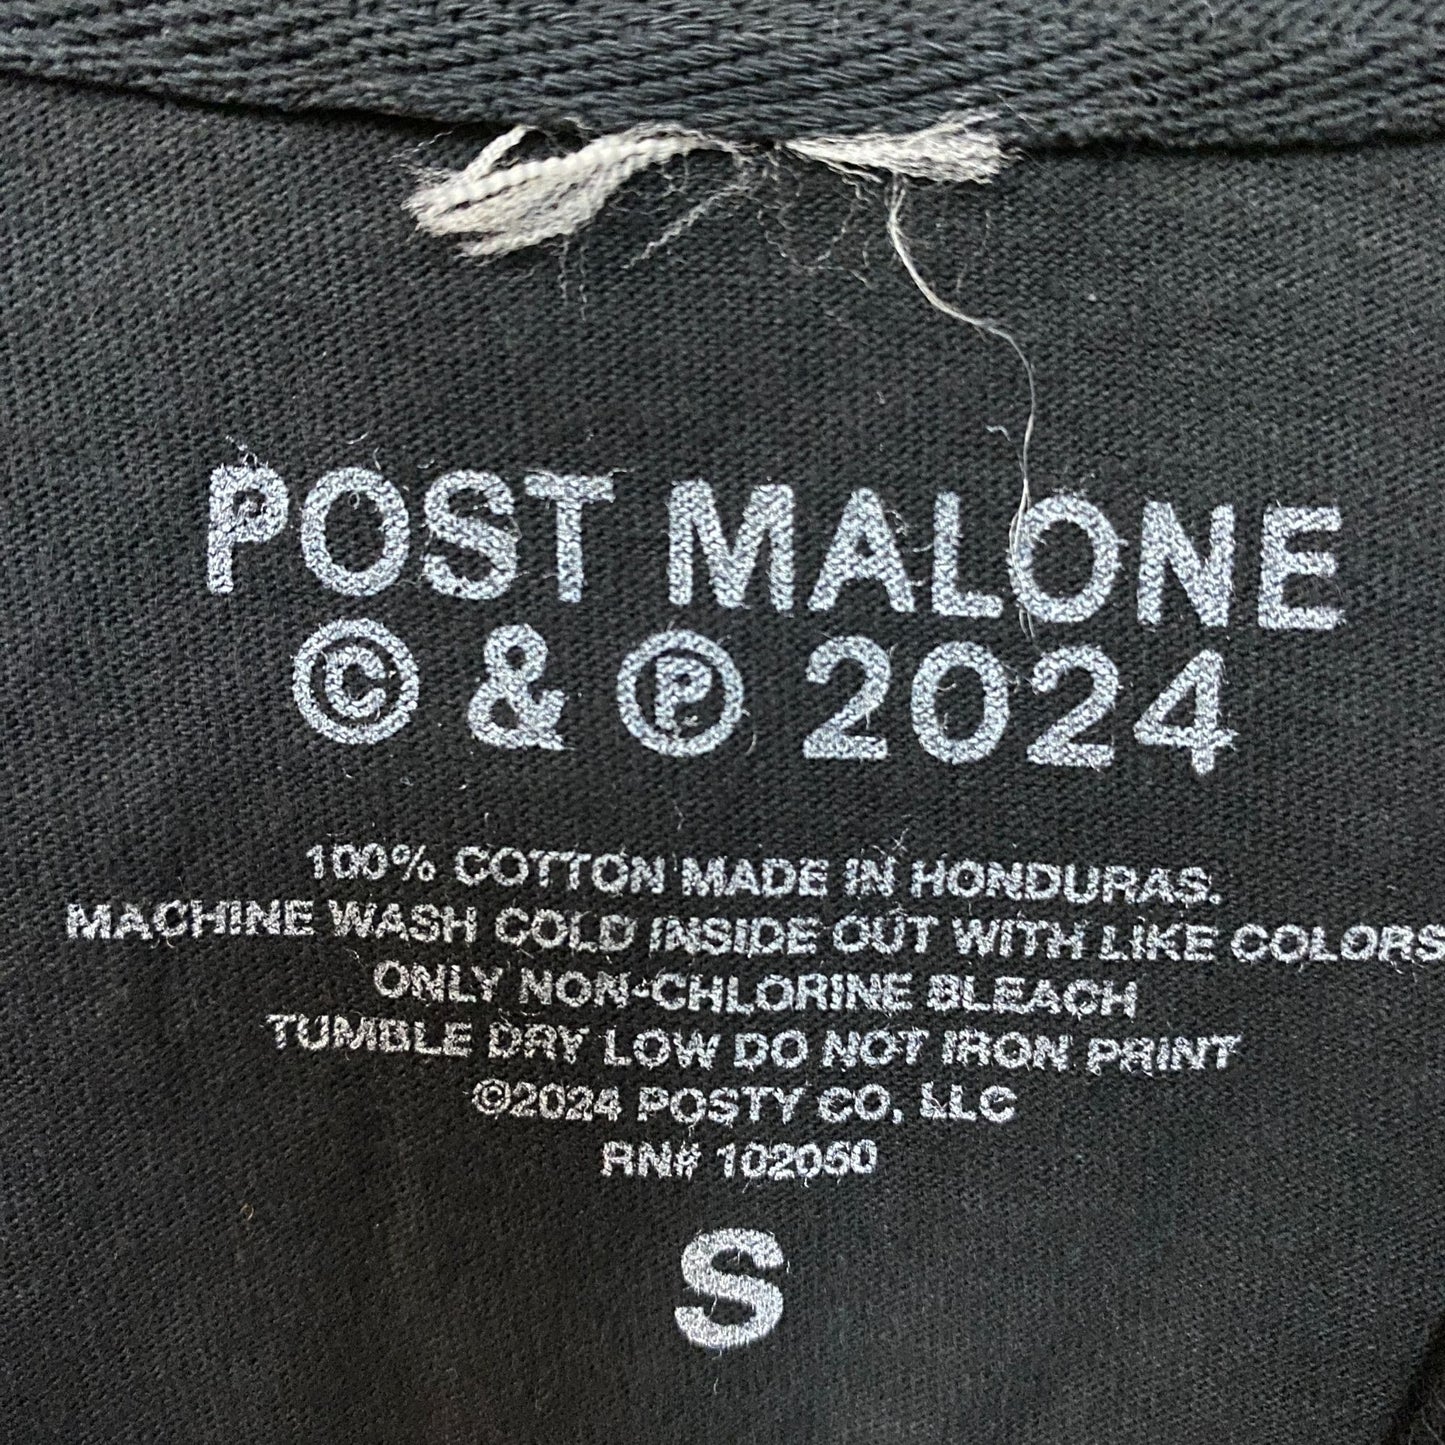 POST MALONE
© & ℗ 2024
100% COTTON MADE IN HONDURAS.
MACHINE WASH COLD INSIDE OUT WITH LIKE COLORS
ONLY NON-CHLORINE BLEACH
TUMBLE DRY LOW DO NOT IRON PRINT
©2024 POSTY CO, LLC
RN# 102050
S